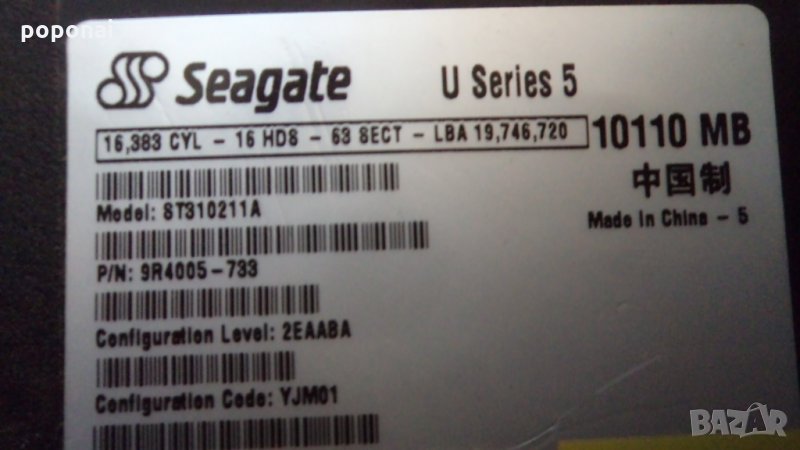 poponai
Seagate U Series 5
16,383 CYL - 16 HDS - 63 SECT - LBA 19,746,720 10110 MB
中国制
Model: ST310211A
Made in China - 5
P/N: 9R4005-733
Configuration Level: 2EAABA
Configuration Code: YJM01
BAZAR